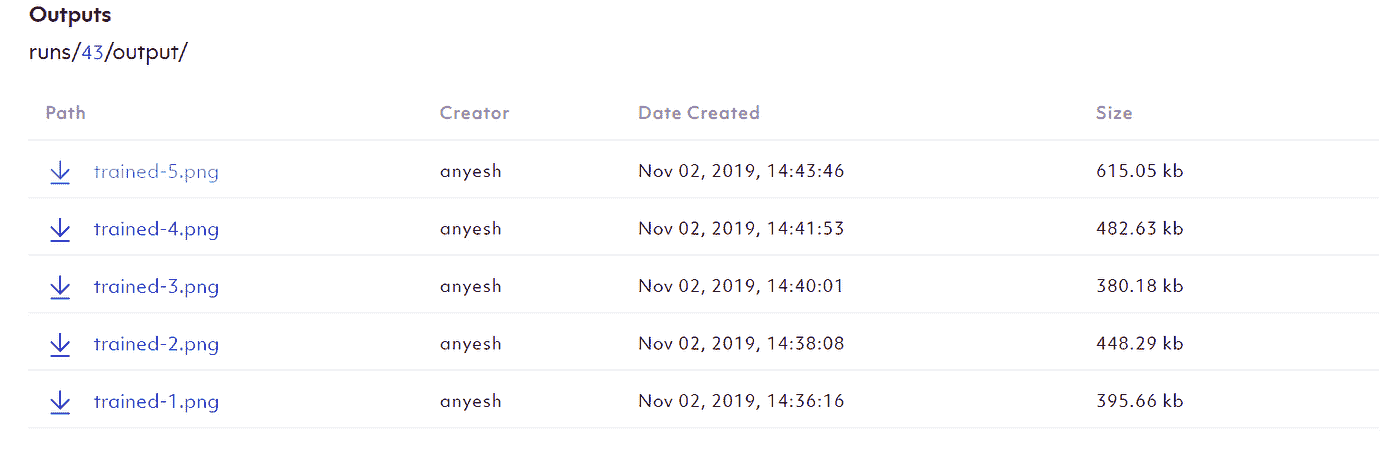 Outputs
runs/43/output/
Path Creator Date Created Size
trained-5.png anyesh Nov 02, 2019, 14:43:46 615.05 kb
trained-4.png anyesh Nov 02, 2019, 14:41:53 482.63 kb
trained-3.png anyesh Nov 02, 2019, 14:40:01 380.18 kb
trained-2.png anyesh Nov 02, 2019, 14:38:08 448.29 kb
trained-1.png anyesh Nov 02, 2019, 14:36:16 395.66 kb